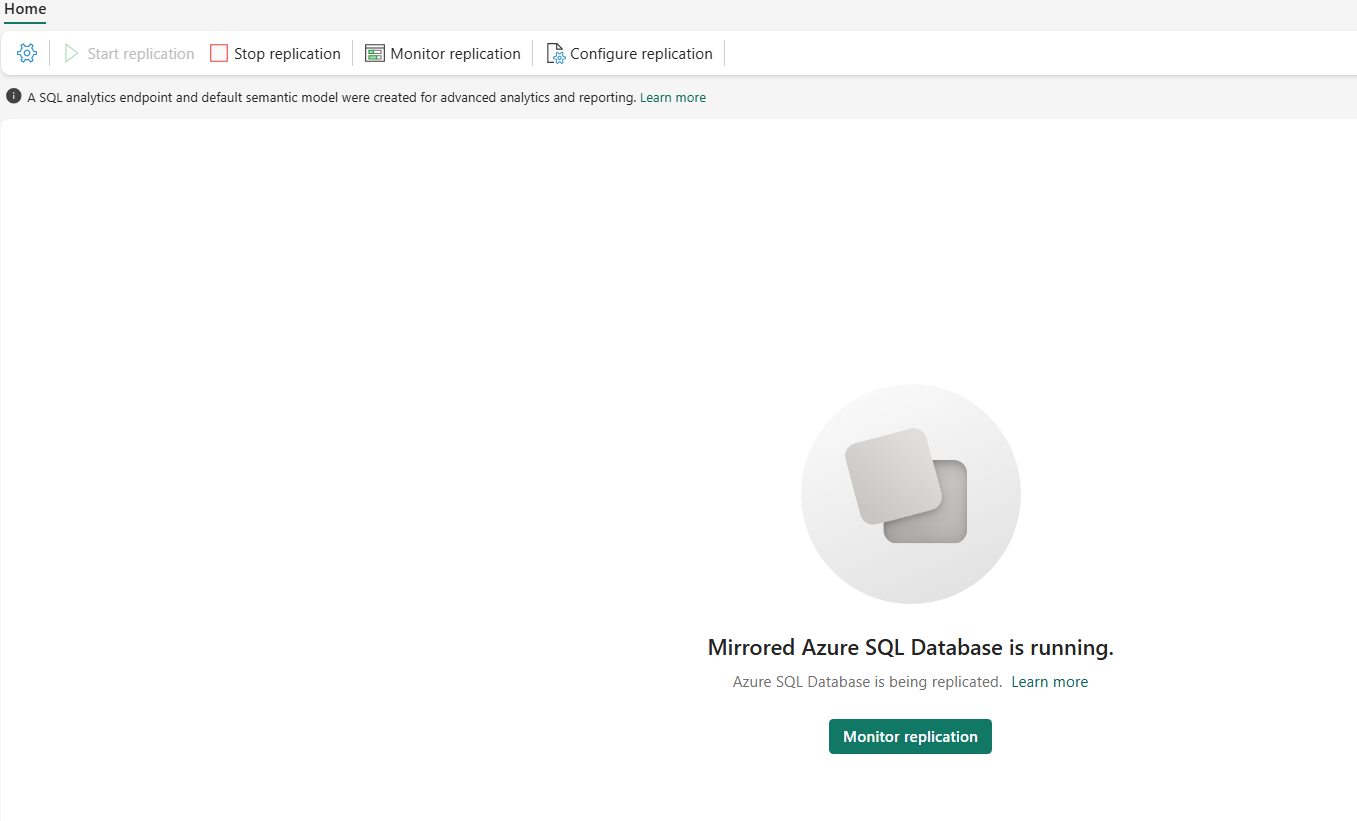 Home
Start replication Stop replication Monitor replication Configure replication
A SQL analytics endpoint and default semantic model were created for advanced analytics and reporting. Learn more
Mirrored Azure SQL Database is running.
Azure SQL Database is being replicated. Learn more
Monitor replication